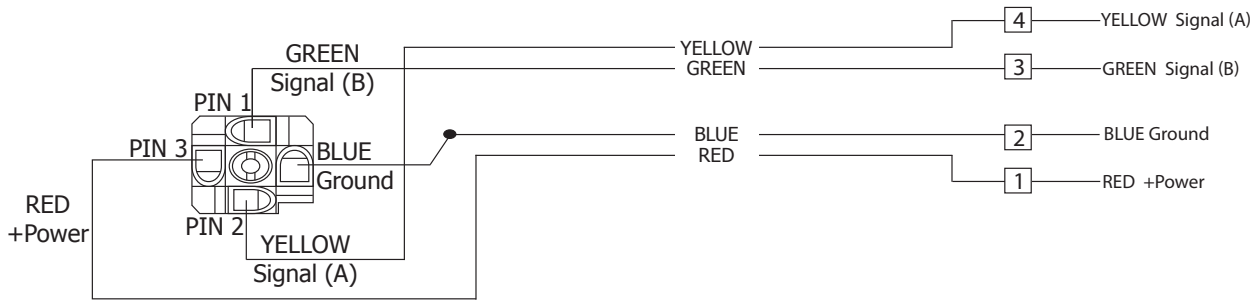 4 YELLOW Signal (A)
YELLOW
GREEN
Signal (B)
GREEN
3 GREEN Signal (B)
PIN 1
BLUE
2 BLUE Ground
PIN 3
BLUE
Ground
RED
1 RED +Power
RED
+Power
PIN 2
YELLOW
Signal (A)